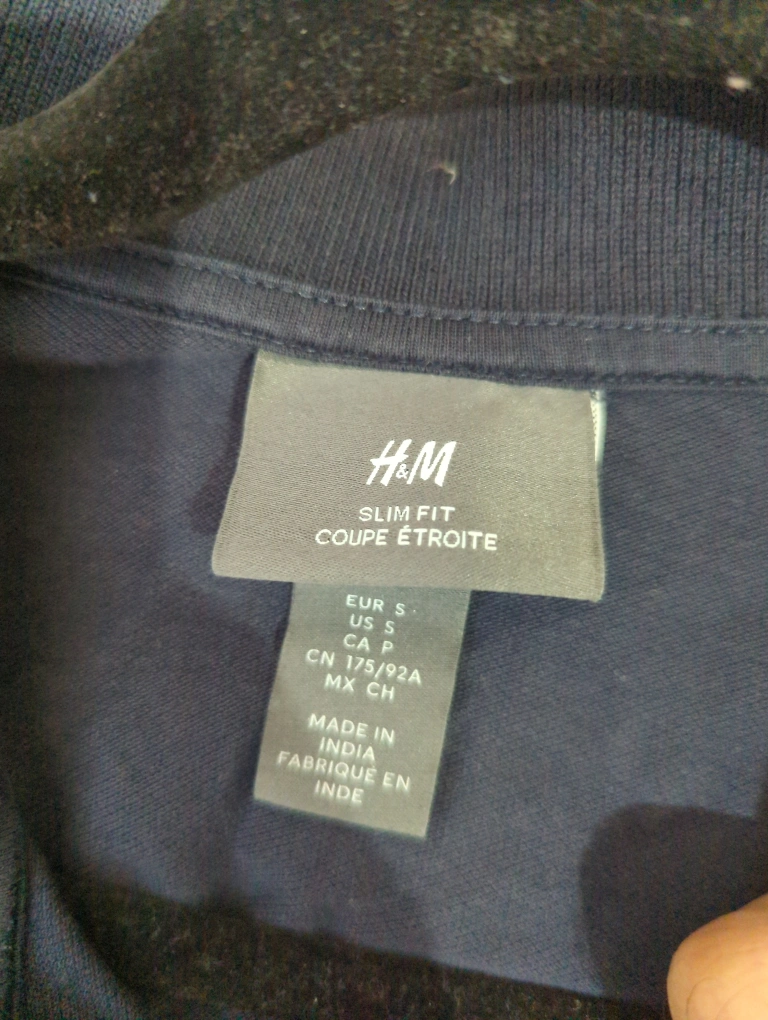 H&M
SLIM FIT
COUPE ÉTROITE
EUR S
US S
CA P
CN 175/92A
MX CH
MADE IN
INDIA
FABRIQUÉ EN
INDE